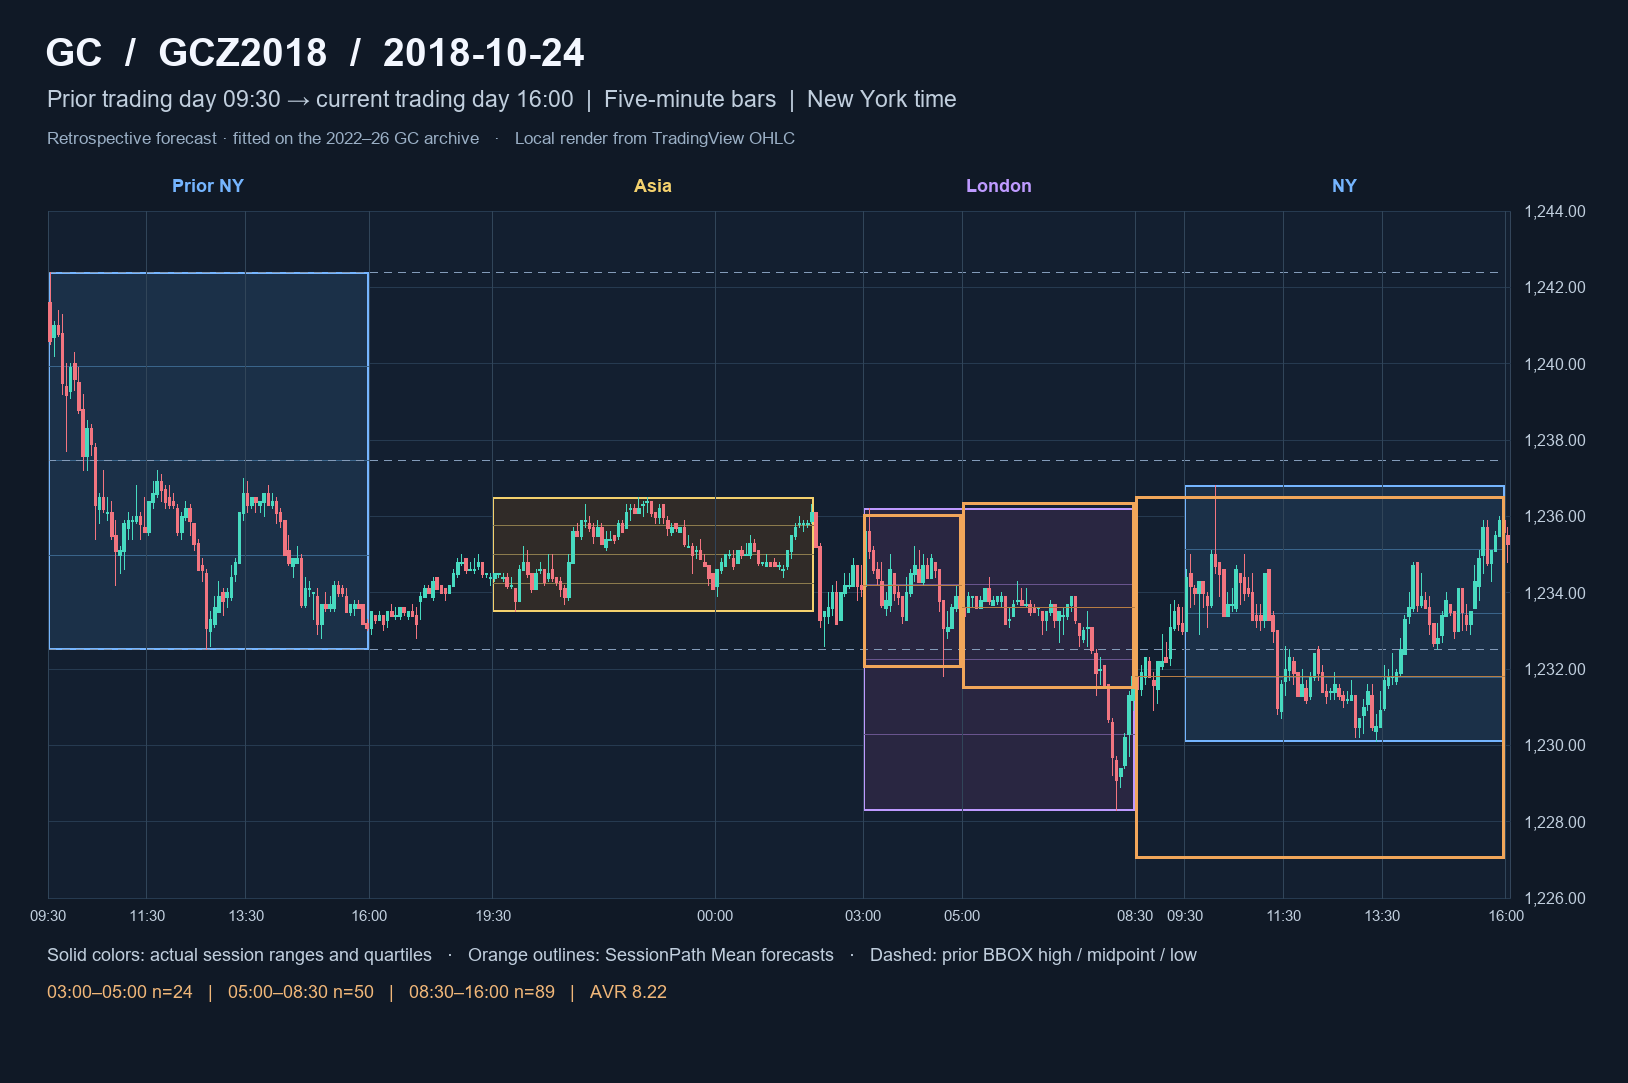 GC / GCZ2018 / 2018-10-24
Prior trading day 09:30 → current trading day 16:00 | Five-minute bars | New York time
Retrospective forecast · fitted on the 2022–26 GC archive · Local render from TradingView OHLC
Prior NY Asia London NY
1,244.00
1,242.00
1,240.00
1,238.00
1,236.00
1,234.00
1,232.00
1,230.00
1,228.00
1,226.00
09:30 11:30 13:30 16:00 19:30 00:00 03:00 05:00 08:30 09:30 11:30 13:30 16:00
Solid colors: actual session ranges and quartiles · Orange outlines: SessionPath Mean forecasts · Dashed: prior BBOX high / midpoint / low
03:00–05:00 n=24 | 05:00–08:30 n=50 | 08:30–16:00 n=89 | AVR 8.22